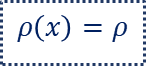 ρ(x) = ρ